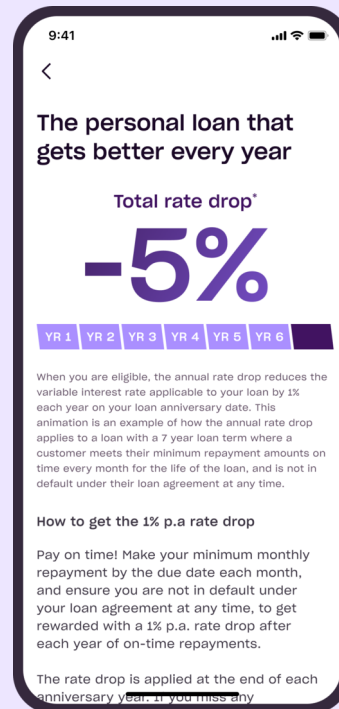 9:41
The personal loan that
gets better every year
Total rate drop*
-5%
YR 1 YR 2 YR 3 YR 4 YR 5 YR 6
When you are eligible, the annual rate drop reduces the
variable interest rate applicable to your loan by 1%
each year on your loan anniversary date. This
animation is an example of how the annual rate drop
applies to a loan with a 7 year loan term where a
customer meets their minimum repayment amounts on
time every month for the life of the loan, and is not in
default under their loan agreement at any time.
How to get the 1% p.a rate drop
Pay on time! Make your minimum monthly
repayment by the due date each month,
and ensure you are not in default under
your loan agreement at any time, to get
rewarded with a 1% p.a. rate drop after
each year of on-time repayments.
The rate drop is applied at the end of each
anniversary year. If you miss any